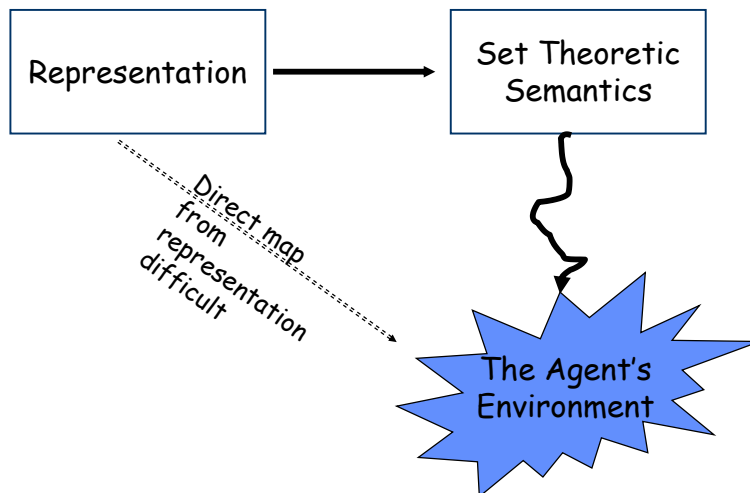 Representation
Set Theoretic
Semantics
Direct map
from
representation
difficult
The Agent's
Environment